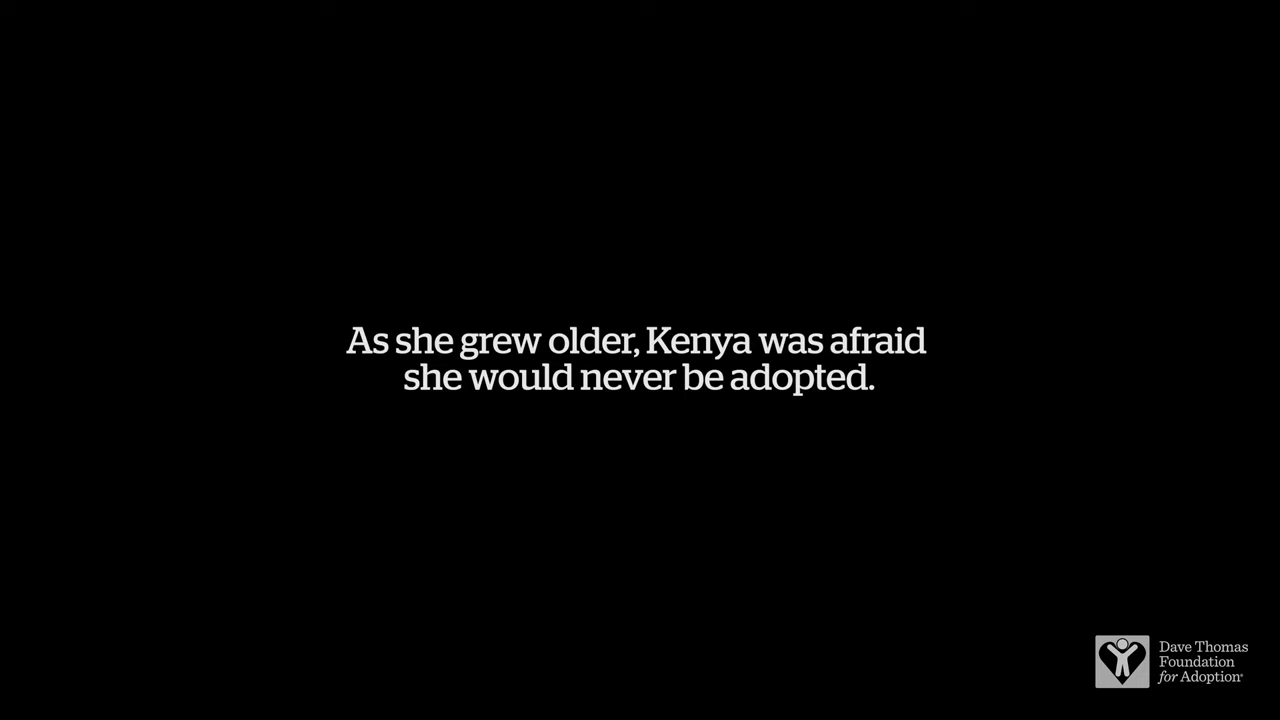 As she grew older, Kenya was afraid
she would never be adopted.
Dave Thomas
Foundation
for Adoption®